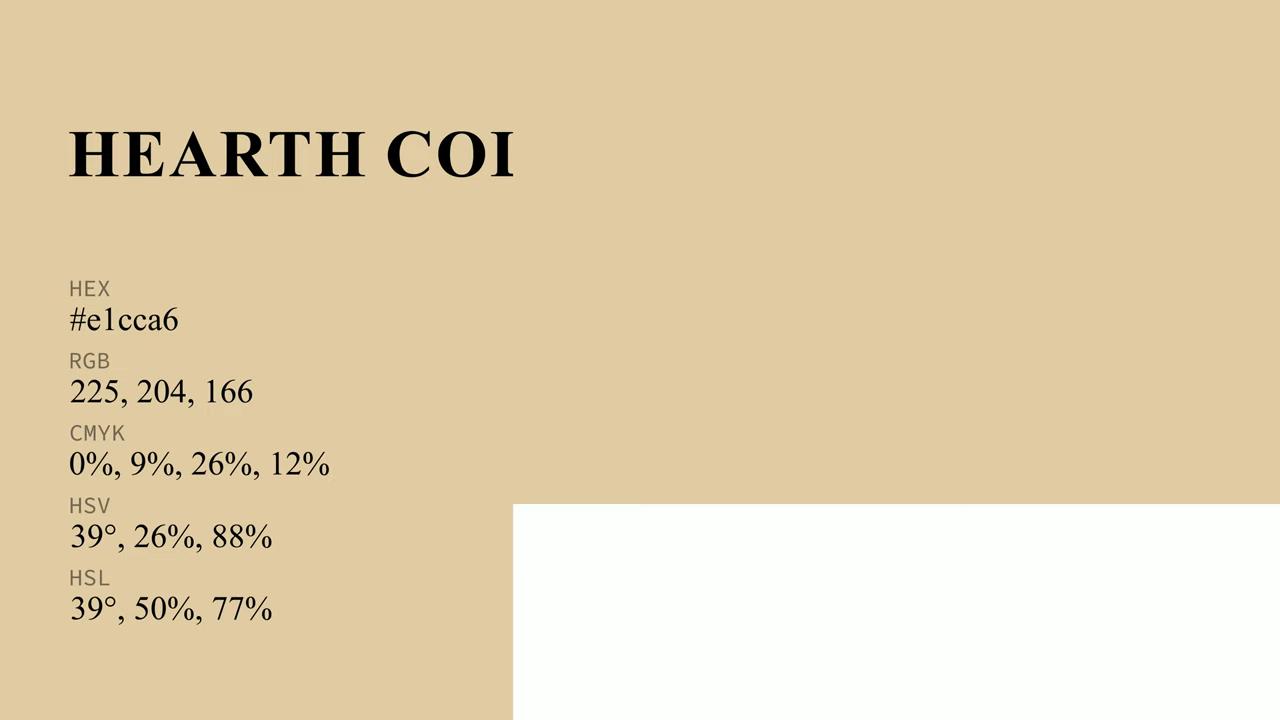 HEARTH COI
HEX
#e1cca6
RGB
225, 204, 166
CMYK
0%, 9%, 26%, 12%
HSV
39°, 26%, 88%
HSL
39°, 50%, 77%